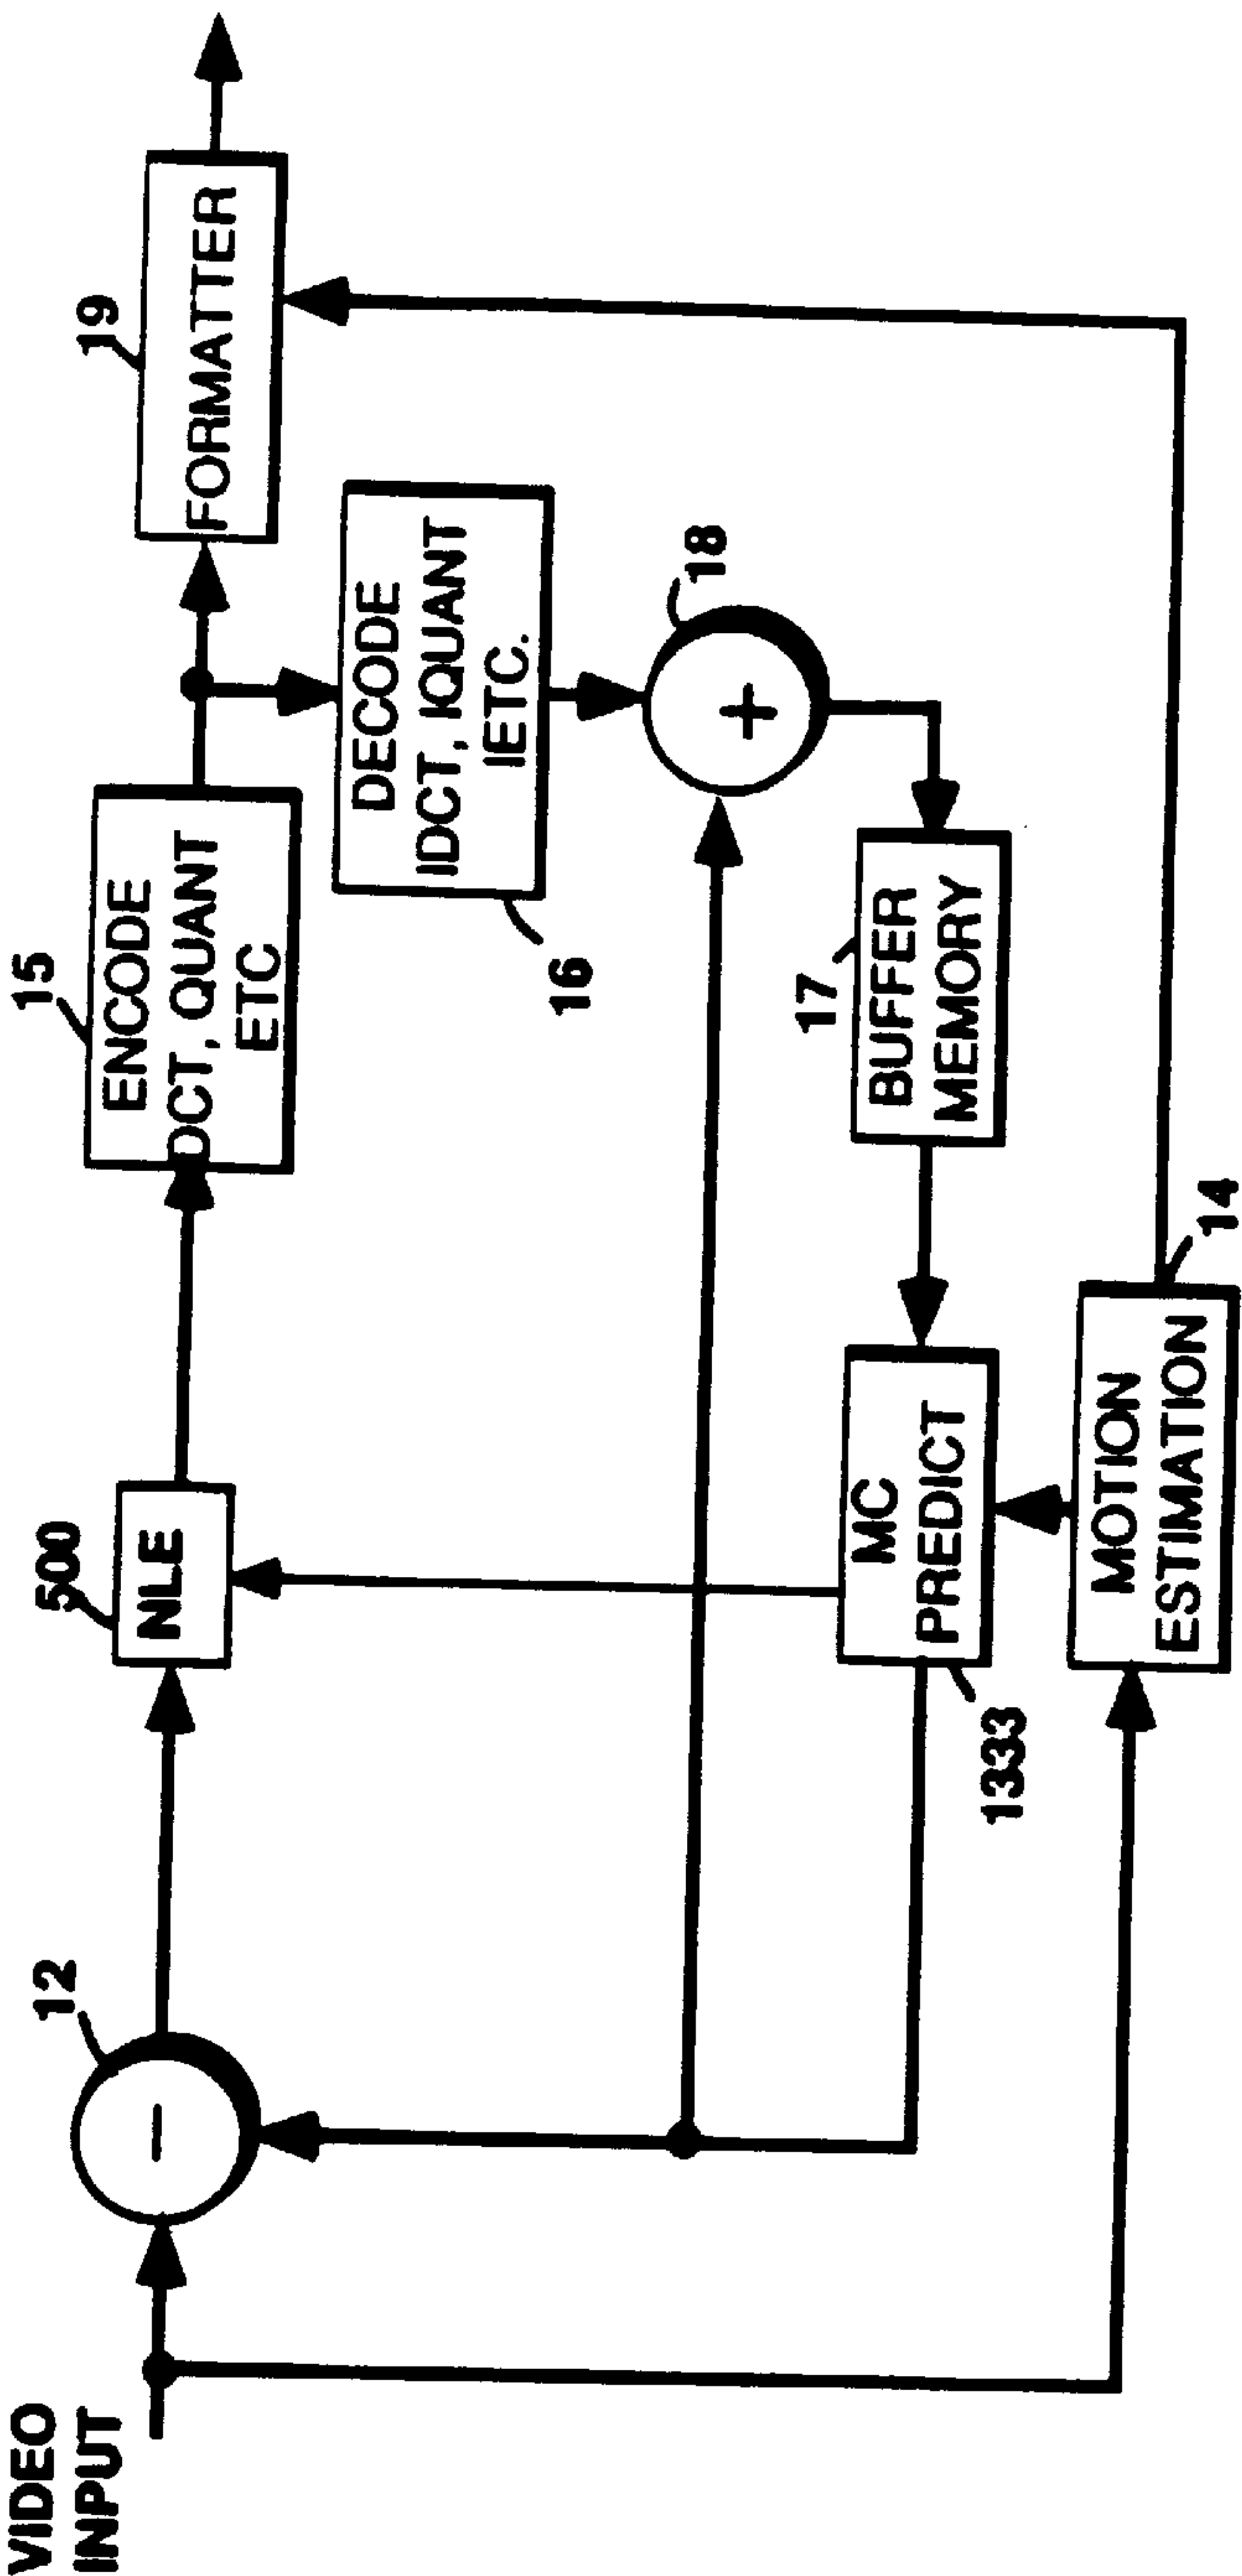 VIDEO
INPUT
12
−
500
NLE
15
ENCODE
DCT, QUANT
ETC
19
FORMATTER
DECODE
IDCT, IQUANT
IETC.
16
18
+
17
BUFFER
MEMORY
MC
PREDICT
1333
MOTION
ESTIMATION
14